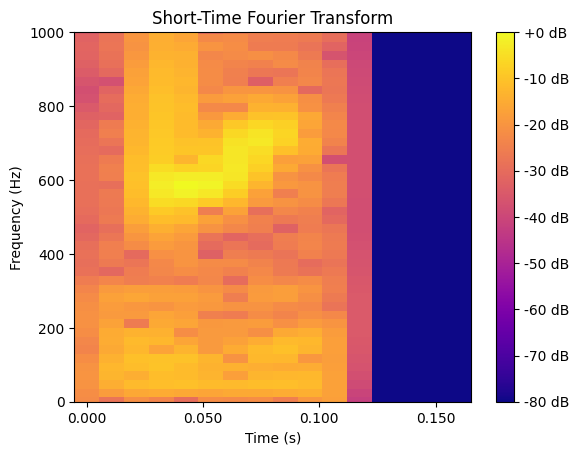 Short-Time Fourier Transform
Frequency (Hz)
1000
800
600
400
200
0
0.000
0.050
0.100
0.150
Time (s)
+0 dB
-10 dB
-20 dB
-30 dB
-40 dB
-50 dB
-60 dB
-70 dB
-80 dB